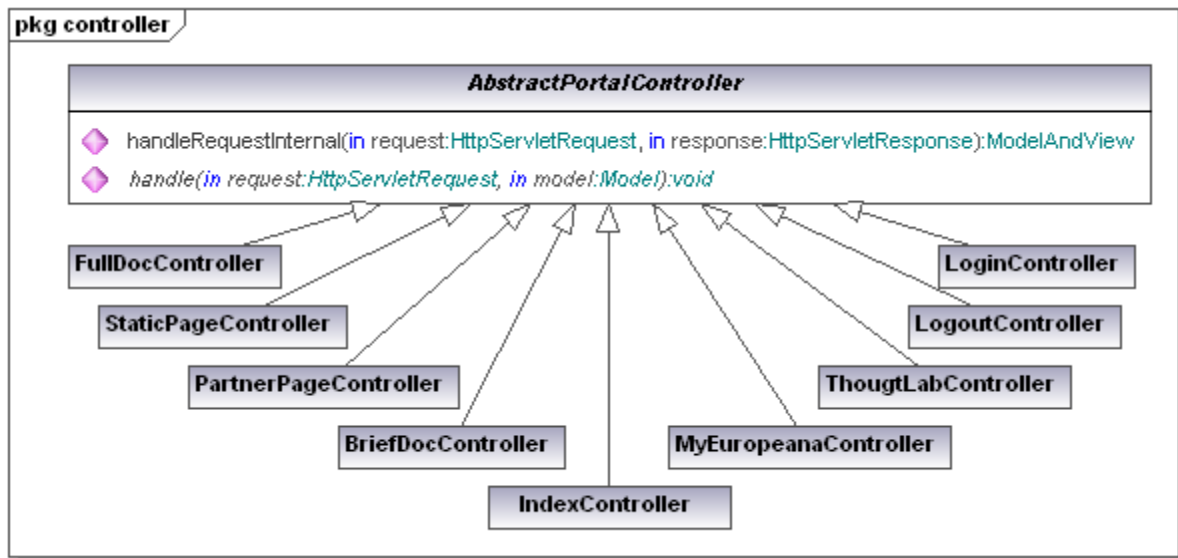 pkg controller
AbstractPortalController
handleRequestInternal(in request:HttpServletRequest, in response:HttpServletResponse):ModelAndView
handle(in request:HttpServletRequest, in model:Model):void
FullDocController
LoginController
StaticPageController
LogoutController
PartnerPageController
ThougtLabController
BriefDocController
MyEuropeanaController
IndexController